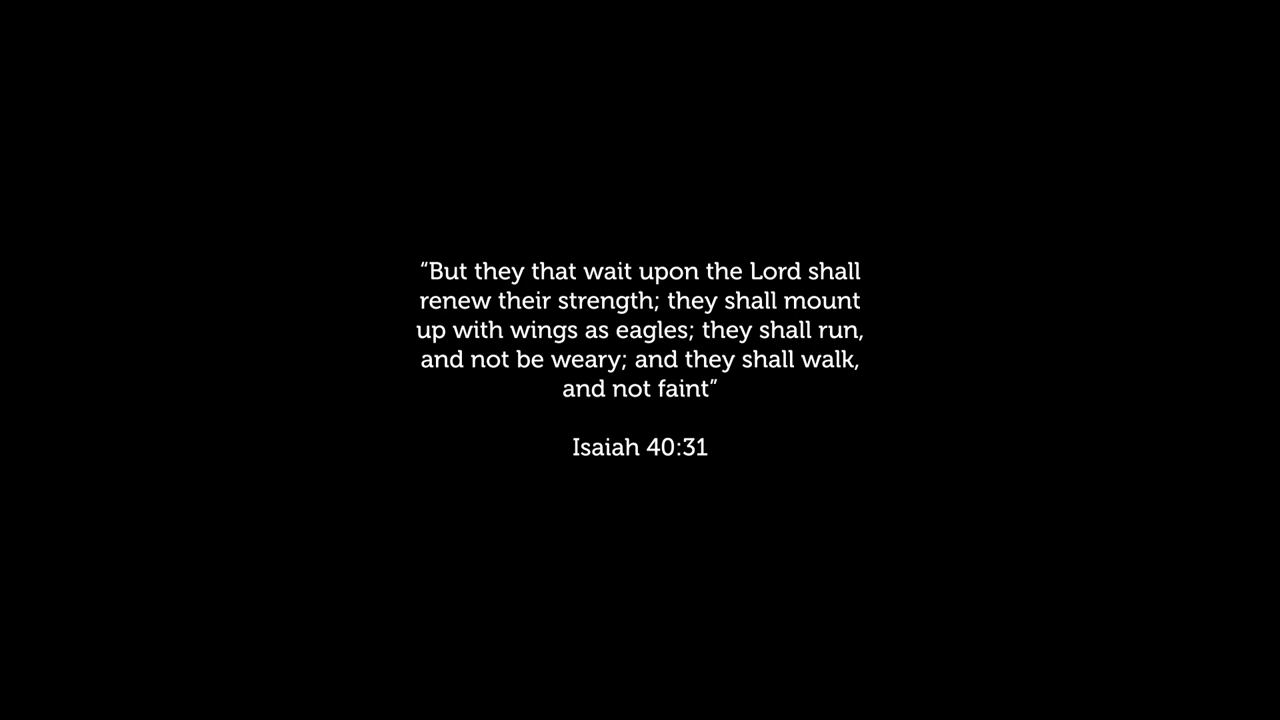 “But they that wait upon the Lord shall
renew their strength; they shall mount
up with wings as eagles; they shall run,
and not be weary; and they shall walk,
and not faint”
Isaiah 40:31